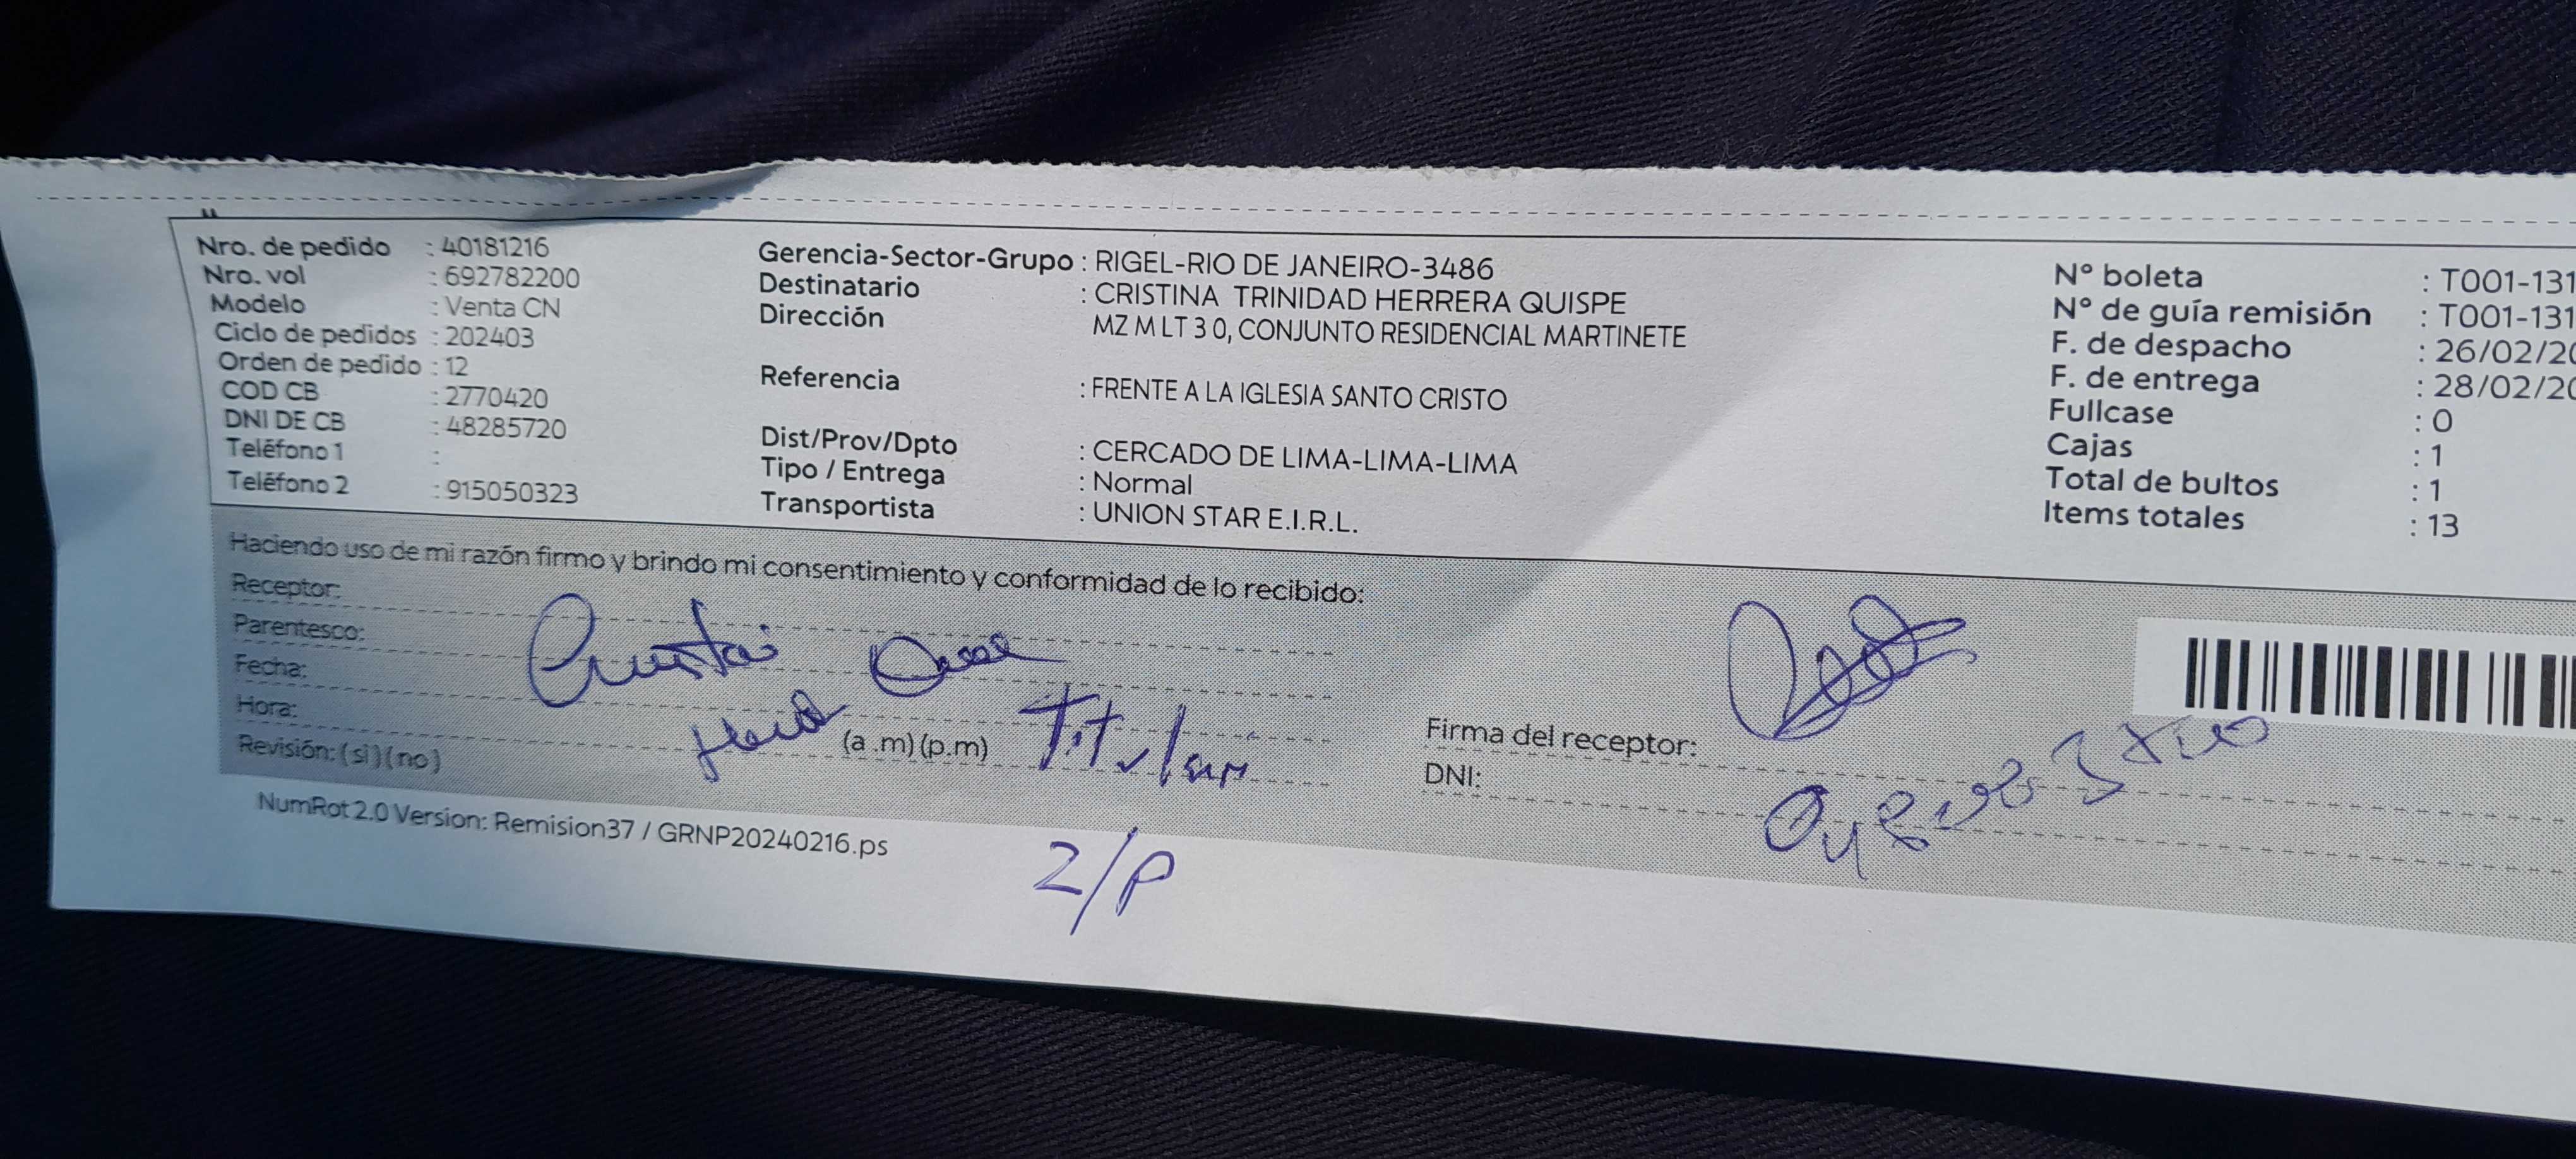 Nro. de pedido : 40181216
Nro. vol : 692782200
Modelo : Venta CN
Ciclo de pedidos : 202403
Orden de pedido : 12
COD CB : 2770420
DNI DE CB : 48285720
Teléfono 1 :
Teléfono 2 : 915050323
Gerencia-Sector-Grupo : RIGEL-RIO DE JANEIRO-3486
Destinatario : CRISTINA TRINIDAD HERRERA QUISPE
Dirección MZ M LT 3 0, CONJUNTO RESIDENCIAL MARTINETE
Referencia : FRENTE A LA IGLESIA SANTO CRISTO
Dist/Prov/Dpto : CERCADO DE LIMA-LIMA-LIMA
Tipo / Entrega : Normal
Transportista : UNION STAR E.I.R.L.
N° boleta : T001-131
N° de guía remisión : T001-131
F. de despacho : 26/02/20
F. de entrega : 28/02/20
Fullcase : 0
Cajas : 1
Total de bultos : 1
Items totales : 13
Haciendo uso de mi razón firmo y brindo mi consentimiento y conformidad de lo recibido:
Receptor:
Parentesco:
Fecha:
Hora: (a .m) (p.m) Titular
Revisión: (si) (no)
Firma del receptor:
DNI:
NumRot 2.0 Version: Remision37 / GRNP20240216.ps
2/P